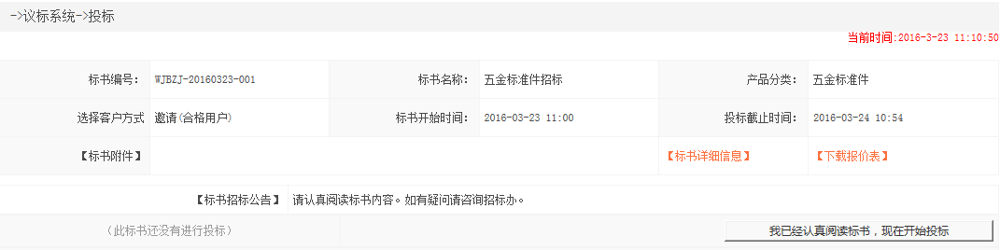 ->议标系统->投标
当前时间:2016-3-23 11:10:50
标书编号: WJBZJ-20160323-001 标书名称: 五金标准件招标 产品分类: 五金标准件
选择客户方式 邀请(合格用户) 标书开始时间: 2016-03-23 11:00 投标截止时间: 2016-03-24 10:54
【标书附件】 【标书详细信息】 【下载报价表】
【标书招标公告】 请认真阅读标书内容。如有疑问请咨询招标办。
（此标书还没有进行投标） 我已经认真阅读标书，现在开始投标